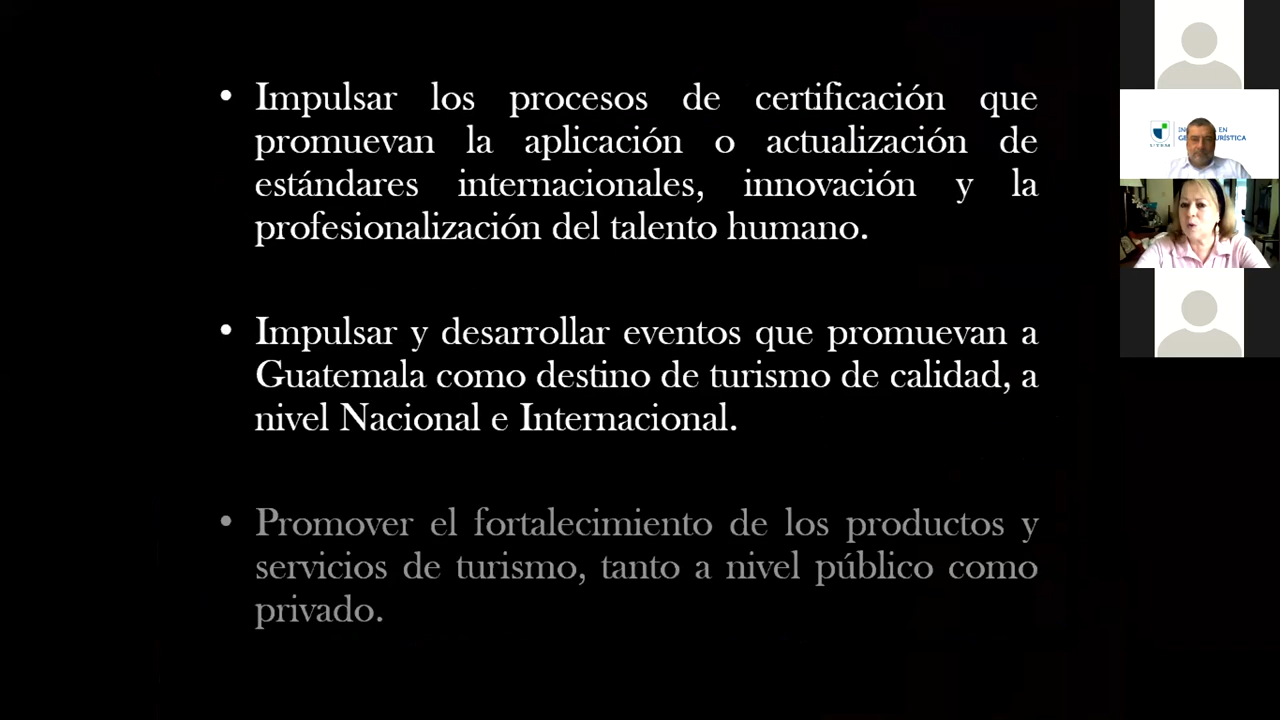 • Impulsar los procesos de certificación que
promuevan la aplicación o actualización de
estándares internacionales, innovación y la
profesionalización del talento humano.
• Impulsar y desarrollar eventos que promuevan a
Guatemala como destino de turismo de calidad, a
nivel Nacional e Internacional.
• Promover el fortalecimiento de los productos y
servicios de turismo, tanto a nivel público como
privado.
EN